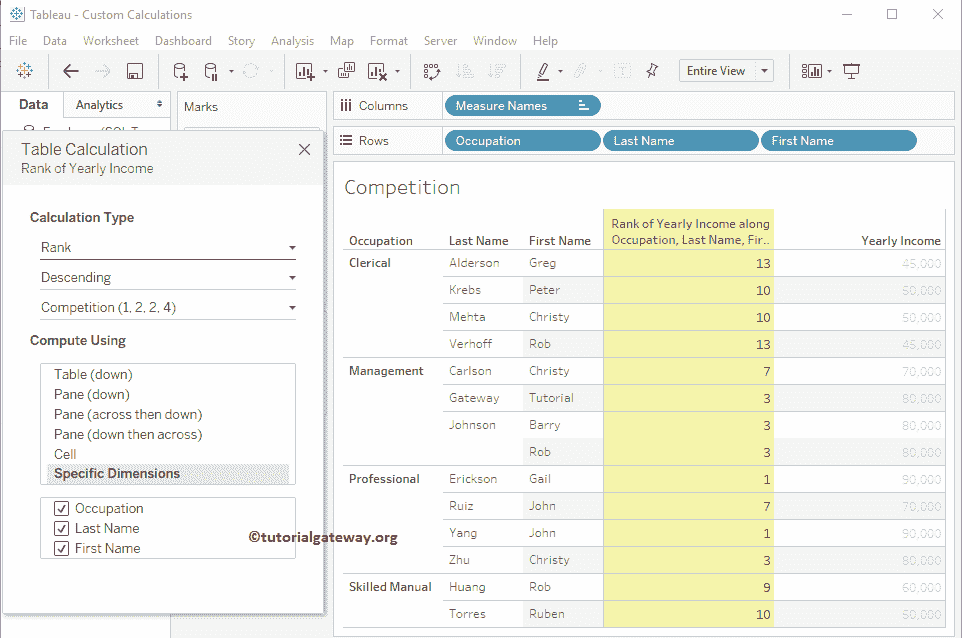 Tableau - Custom Calculations
File Data Worksheet Dashboard Story Analysis Map Format Server Window Help
Entire View
Data Analytics
Marks
Columns Measure Names
Rows Occupation Last Name First Name
Table Calculation
Rank of Yearly Income
Calculation Type
Rank
Descending
Competition (1, 2, 2, 4)
Compute Using
Table (down)
Pane (down)
Pane (across then down)
Pane (down then across)
Cell
Specific Dimensions
Occupation
Last Name
First Name
©tutorialgateway.org
Competition
Rank of Yearly Income along
Occupation Last Name First Name Occupation, Last Name, Fir.. Yearly Income
Clerical Alderson Greg 13 45,000
Krebs Peter 10 50,000
Mehta Christy 10 50,000
Verhoff Rob 13 45,000
Management Carlson Christy 7 70,000
Gateway Tutorial 3 80,000
Johnson Barry 3 80,000
Rob 3 80,000
Professional Erickson Gail 1 90,000
Ruiz John 7 70,000
Yang John 1 90,000
Zhu Christy 3 80,000
Skilled Manual Huang Rob 9 60,000
Torres Ruben 10 50,000